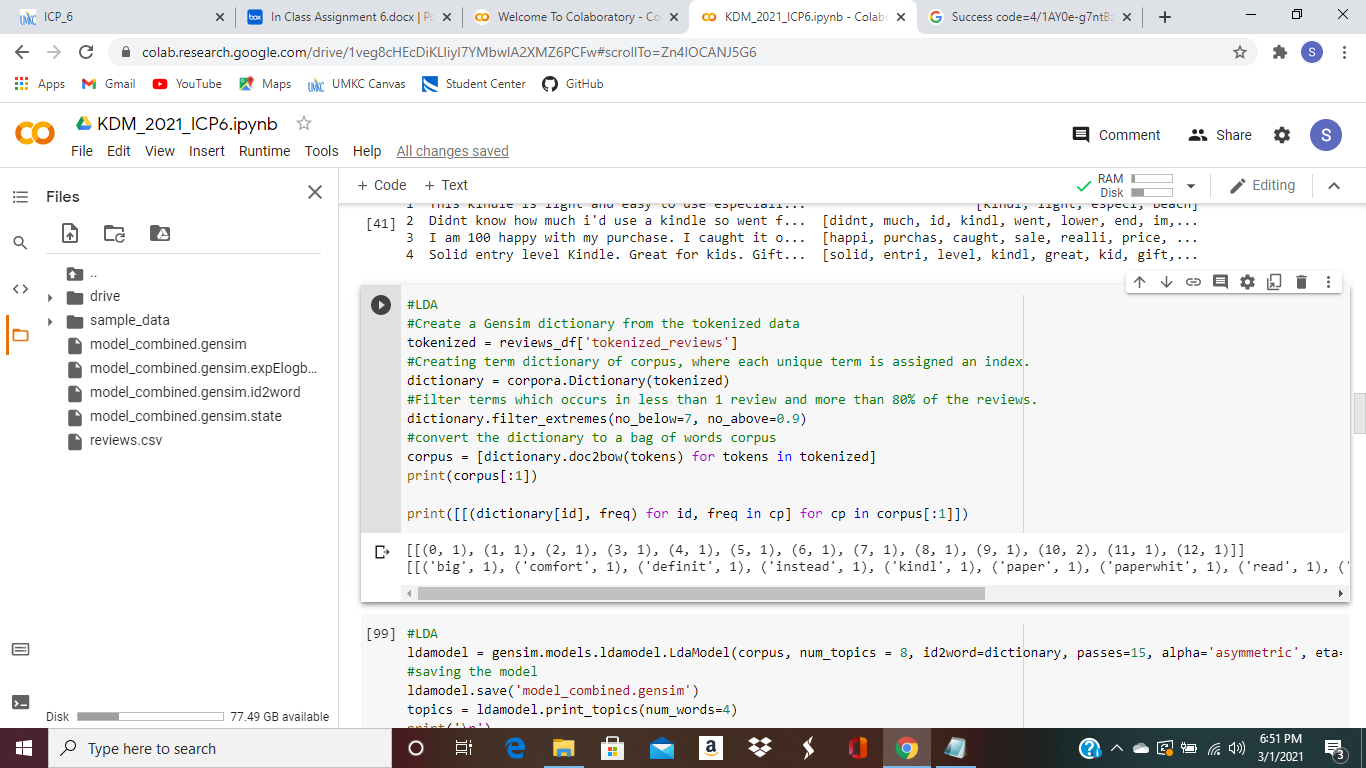 ICP_6
box In Class Assignment 6.docx | Po
Welcome To Colaboratory - Co
KDM_2021_ICP6.ipynb - Colab
Success code=4/1AY0e-g7ntB
colab.research.google.com/drive/1veg8cHEcDiKLliyI7YMbwlA2XMZ6PCFw#scrollTo=Zn4lOCANJ5G6
S
Apps Gmail YouTube Maps UMKC Canvas Student Center GitHub
KDM_2021_ICP6.ipynb
Comment Share S
File Edit View Insert Runtime Tools Help All changes saved
Files
+ Code + Text
RAM
Disk
Editing
1 This kindle is light and easy to use especiall... [kindl, light, especi, beach]
[41] 2 Didnt know how much i'd use a kindle so went f... [didnt, much, id, kindl, went, lower, end, im,...
3 I am 100 happy with my purchase. I caught it o... [happi, purchas, caught, sale, realli, price, ...
4 Solid entry level Kindle. Great for kids. Gift... [solid, entri, level, kindl, great, kid, gift,...
..
drive
sample_data
model_combined.gensim
model_combined.gensim.expElogb...
model_combined.gensim.id2word
model_combined.gensim.state
reviews.csv
#LDA
#Create a Gensim dictionary from the tokenized data
tokenized = reviews_df['tokenized_reviews']
#Creating term dictionary of corpus, where each unique term is assigned an index.
dictionary = corpora.Dictionary(tokenized)
#Filter terms which occurs in less than 1 review and more than 80% of the reviews.
dictionary.filter_extremes(no_below=7, no_above=0.9)
#convert the dictionary to a bag of words corpus
corpus = [dictionary.doc2bow(tokens) for tokens in tokenized]
print(corpus[:1])
print([[(dictionary[id], freq) for id, freq in cp] for cp in corpus[:1]])
[[(0, 1), (1, 1), (2, 1), (3, 1), (4, 1), (5, 1), (6, 1), (7, 1), (8, 1), (9, 1), (10, 2), (11, 1), (12, 1)]]
[[('big', 1), ('comfort', 1), ('definit', 1), ('instead', 1), ('kindl', 1), ('paper', 1), ('paperwhit', 1), ('read', 1), ('
[99] #LDA
ldamodel = gensim.models.ldamodel.LdaModel(corpus, num_topics = 8, id2word=dictionary, passes=15, alpha='asymmetric', eta=
#saving the model
ldamodel.save('model_combined.gensim')
topics = ldamodel.print_topics(num_words=4)
print('\n')
Disk 77.49 GB available
Type here to search
6:51 PM
3/1/2021
3